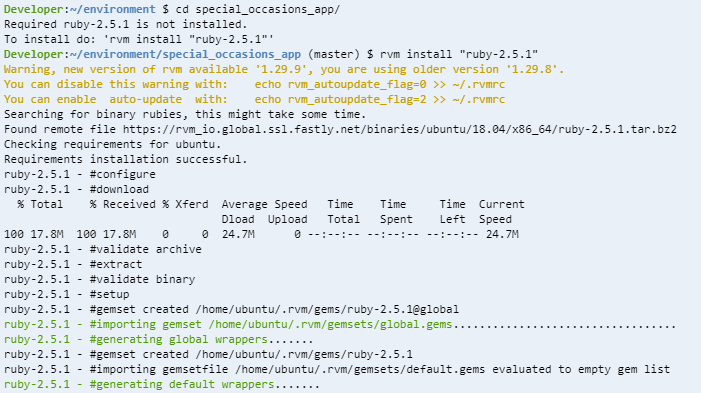 Developer:~/environment $ cd special_occasions_app/
Required ruby-2.5.1 is not installed.
To install do: 'rvm install "ruby-2.5.1"'
Developer:~/environment/special_occasions_app (master) $ rvm install "ruby-2.5.1"
Warning, new version of rvm available '1.29.9', you are using older version '1.29.8'.
You can disable this warning with:    echo rvm_autoupdate_flag=0 >> ~/.rvmrc
You can enable  auto-update  with:    echo rvm_autoupdate_flag=2 >> ~/.rvmrc
Searching for binary rubies, this might take some time.
Found remote file https://rvm_io.global.ssl.fastly.net/binaries/ubuntu/18.04/x86_64/ruby-2.5.1.tar.bz2
Checking requirements for ubuntu.
Requirements installation successful.
ruby-2.5.1 - #configure
ruby-2.5.1 - #download
  % Total    % Received % Xferd  Average Speed   Time    Time     Time  Current
                                 Dload  Upload   Total   Spent    Left  Speed
100 17.8M  100 17.8M    0     0  24.7M      0 --:--:-- --:--:-- --:--:-- 24.7M
ruby-2.5.1 - #validate archive
ruby-2.5.1 - #extract
ruby-2.5.1 - #validate binary
ruby-2.5.1 - #setup
ruby-2.5.1 - #gemset created /home/ubuntu/.rvm/gems/ruby-2.5.1@global
ruby-2.5.1 - #importing gemset /home/ubuntu/.rvm/gemsets/global.gems..................................
ruby-2.5.1 - #generating global wrappers.......
ruby-2.5.1 - #gemset created /home/ubuntu/.rvm/gems/ruby-2.5.1
ruby-2.5.1 - #importing gemsetfile /home/ubuntu/.rvm/gemsets/default.gems evaluated to empty gem list
ruby-2.5.1 - #generating default wrappers.......